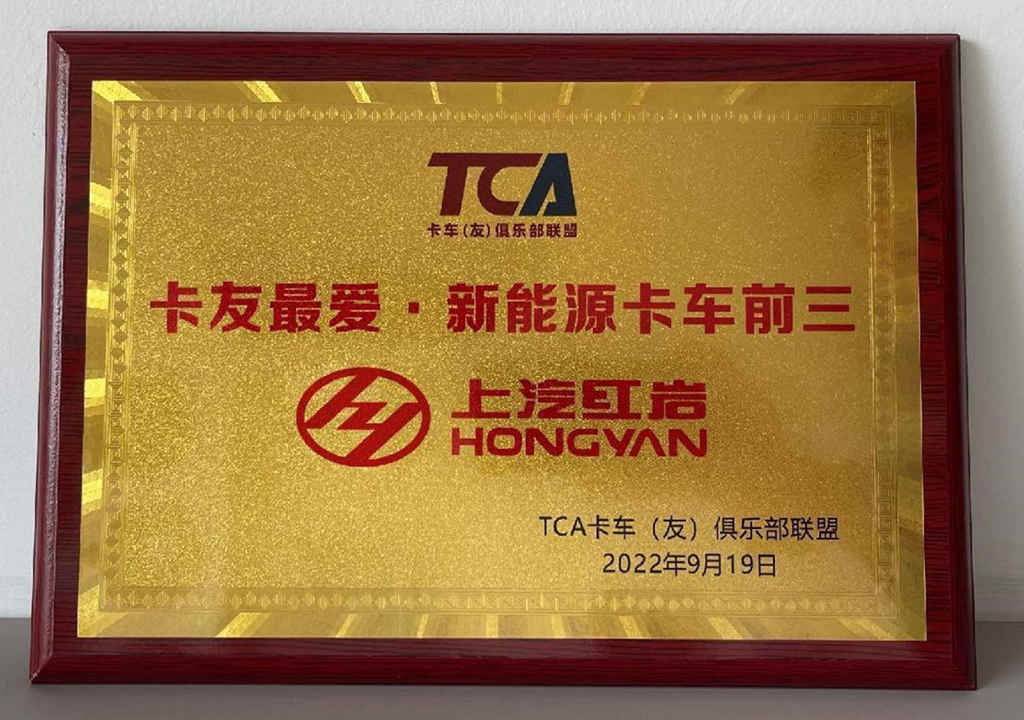 TCA
卡车(友)俱乐部联盟
卡友最爱·新能源卡车前三
上汽红岩
HONGYAN
TCA卡车（友）俱乐部联盟
2022年9月19日